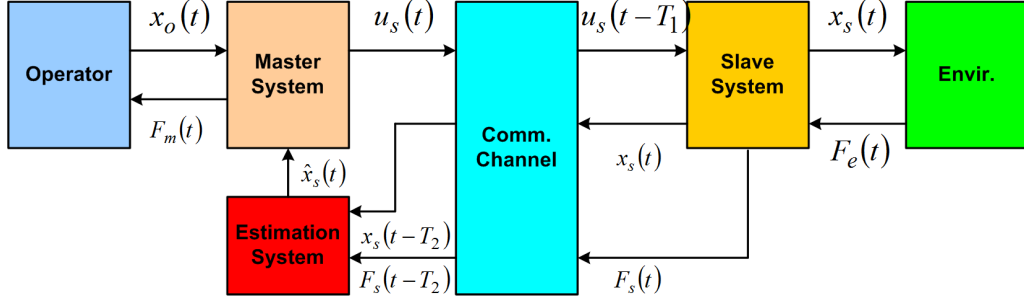 x_o(t)
u_s(t)
u_s(t−T_1)
x_s(t)
Operator
Master
System
Slave
System
Envir.
F_m(t)
Comm.
Channel
x_s(t)
F_e(t)
x̂_s(t)
Estimation
System
x_s(t−T_2)
F_s(t−T_2)
F_s(t)